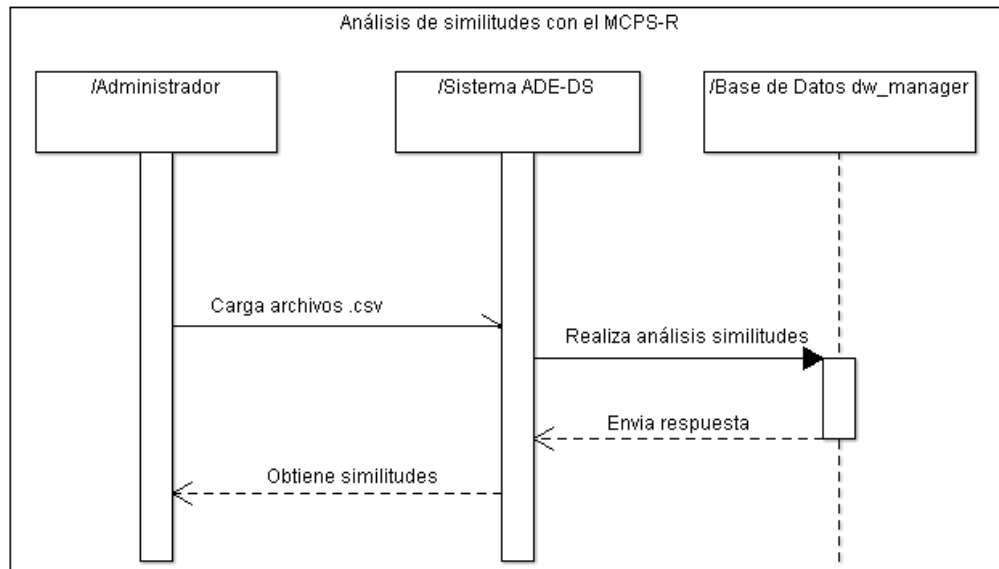 Análisis de similitudes con el MCPS-R
/Administrador
/Sistema ADE-DS
/Base de Datos dw_manager
Carga archivos .csv
Realiza análisis similitudes
Envia respuesta
Obtiene similitudes